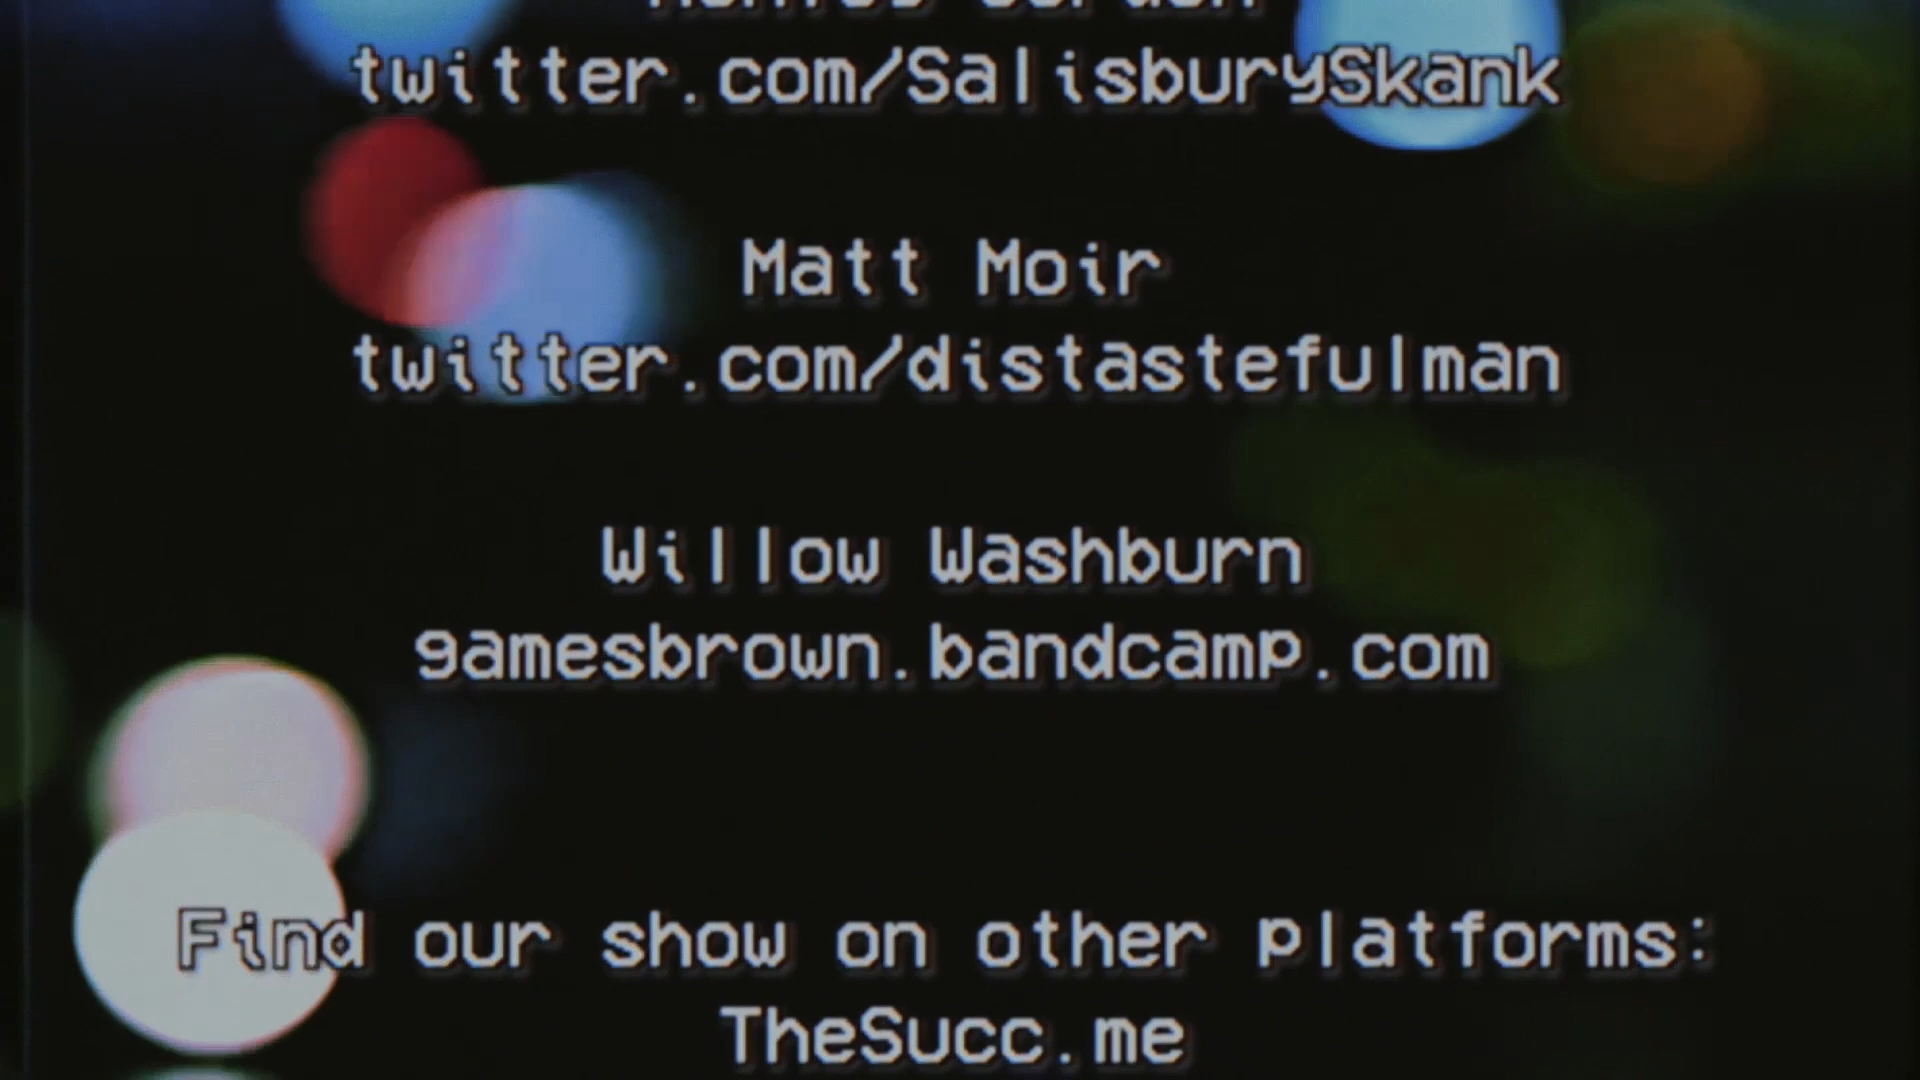 twitter.com/SalisburySkank
Matt Moir
twitter.com/distastefulman
Willow Washburn
gamesbrown.bandcamp.com
Find our show on other platforms:
TheSucc.me